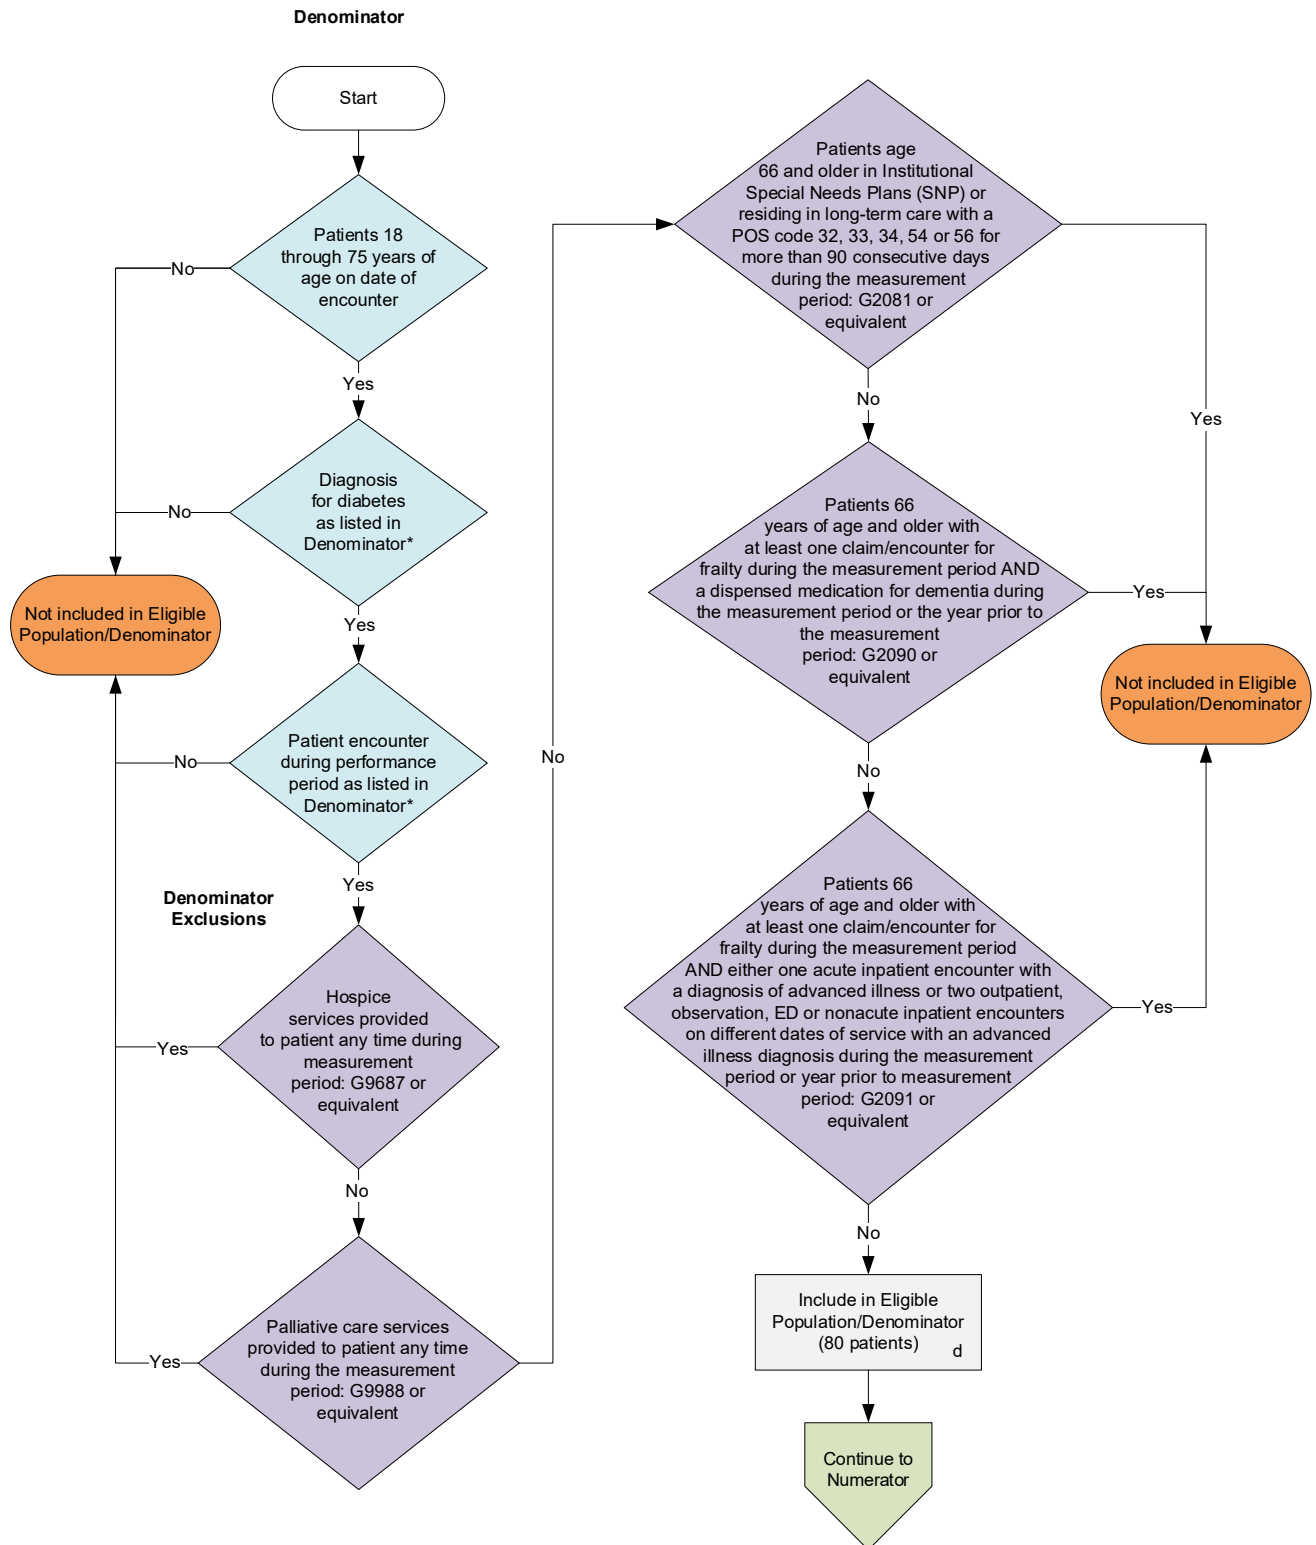 Denominator
Start
Patients 18
through 75 years of
age on date of
encounter
No
Yes
Diagnosis
for diabetes
as listed in
Denominator*
No
Yes
Not included in Eligible
Population/Denominator
Patient encounter
during performance
period as listed in
Denominator*
No
Yes
Denominator
Exclusions
Hospice
services provided
to patient any time during
measurement
period: G9687 or
equivalent
Yes
No
Palliative care services
provided to patient any time
during the measurement
period: G9988 or
equivalent
Yes
No
Patients age
66 and older in Institutional
Special Needs Plans (SNP) or
residing in long-term care with a
POS code 32, 33, 34, 54 or 56 for
more than 90 consecutive days
during the measurement
period: G2081 or
equivalent
Yes
No
Patients 66
years of age and older with
at least one claim/encounter for
frailty during the measurement period AND
a dispensed medication for dementia during
the measurement period or the year prior to
the measurement
period: G2090 or
equivalent
Yes
Not included in Eligible
Population/Denominator
No
Patients 66
years of age and older with
at least one claim/encounter for
frailty during the measurement period
AND either one acute inpatient encounter with
a diagnosis of advanced illness or two outpatient,
observation, ED or nonacute inpatient encounters
on different dates of service with an advanced
illness diagnosis during the measurement
period or year prior to measurement
period: G2091 or
equivalent
Yes
No
Include in Eligible
Population/Denominator
(80 patients)
d
Continue to
Numerator